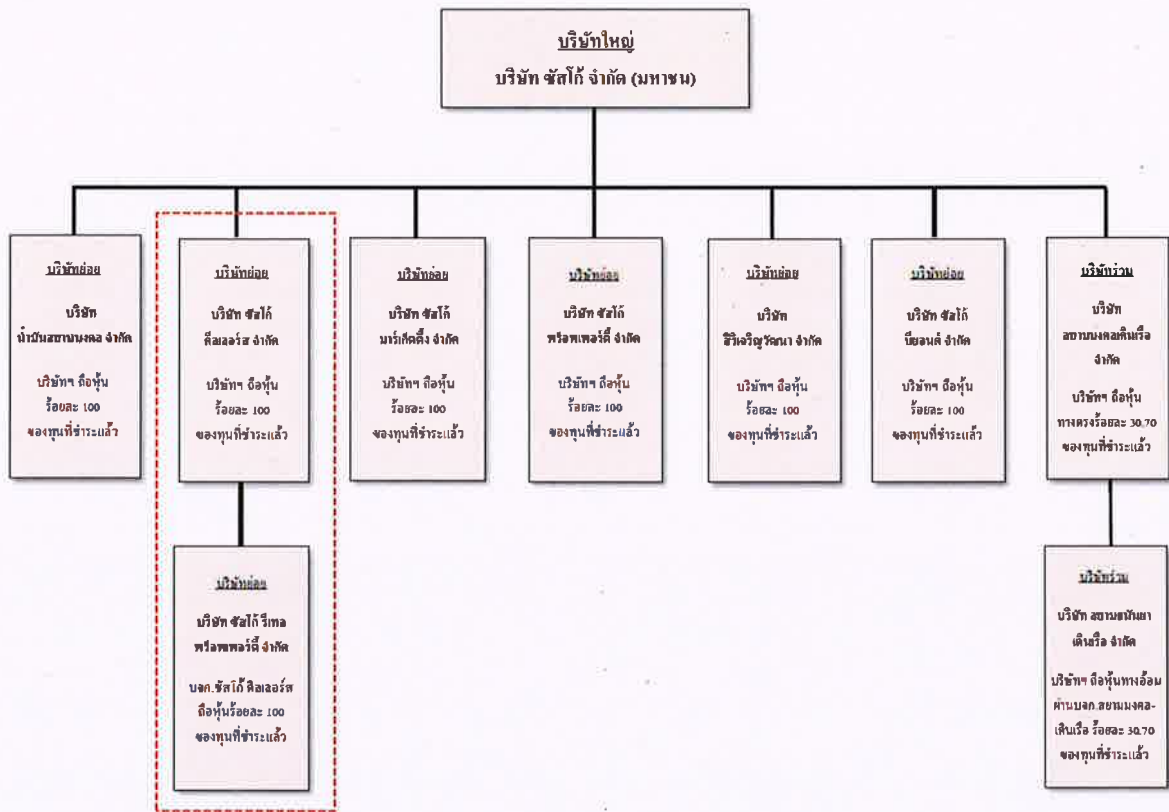 บริษัทใหญ่
บริษัท ซัสโก้ จำกัด (มหาชน)
บริษัทย่อย
บริษัท
น้ำมันสยามมงคล จำกัด
บริษัทฯ ถือหุ้น
ร้อยละ 100
ของทุนที่ชำระแล้ว
บริษัทย่อย
บริษัท ซัสโก้
ดีลเลอร์ส จำกัด
บริษัทฯ ถือหุ้น
ร้อยละ 100
ของทุนที่ชำระแล้ว
บริษัทย่อย
บริษัท ซัสโก้
มาร์เก็ตติ้ง จำกัด
บริษัทฯ ถือหุ้น
ร้อยละ 100
ของทุนที่ชำระแล้ว
บริษัทย่อย
บริษัท ซัสโก้
พร็อพเพอร์ตี้ จำกัด
บริษัทฯ ถือหุ้น
ร้อยละ 100
ของทุนที่ชำระแล้ว
บริษัทย่อย
บริษัท
สิริเจริญวัฒนา จำกัด
บริษัทฯ ถือหุ้น
ร้อยละ 100
ของทุนที่ชำระแล้ว
บริษัทย่อย
บริษัท ซัสโก้
บียอนด์ จำกัด
บริษัทฯ ถือหุ้น
ร้อยละ 100
ของทุนที่ชำระแล้ว
บริษัทร่วม
บริษัท
สยามมงคลเดินเรือ
จำกัด
บริษัทฯ ถือหุ้น
ทางตรงร้อยละ 30.70
ของทุนที่ชำระแล้ว
บริษัทย่อย
บริษัท ซัสโก้ รีเทล
พร็อพเพอร์ตี้ จำกัด
บจก.ซัสโก้ ดีลเลอร์ส
ถือหุ้นร้อยละ 100
ของทุนที่ชำระแล้ว
บริษัทร่วม
บริษัท สยามธนันยา
เดินเรือ จำกัด
บริษัทฯ ถือหุ้นทางอ้อม
ผ่านบจก.สยามมงคล-
เดินเรือ ร้อยละ 30.70
ของทุนที่ชำระแล้ว